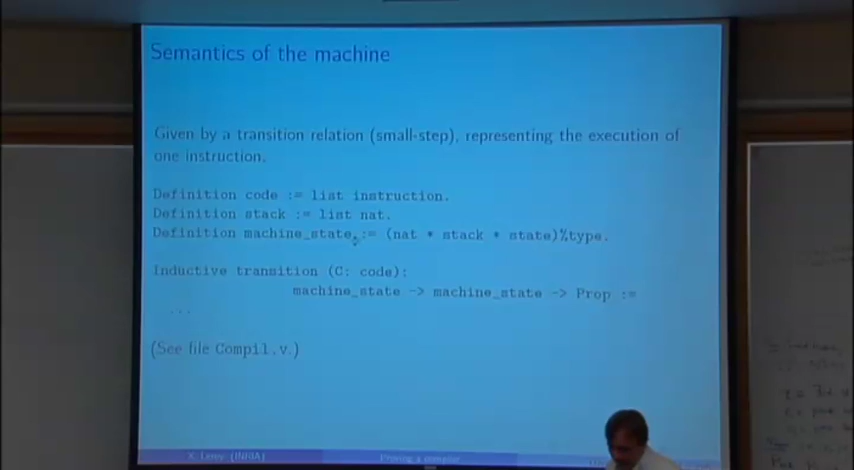 Semantics of the machine
Given by a transition relation (small-step), representing the execution of
one instruction.
Definition code := list instruction.
Definition stack := list nat.
Definition machine_state := (nat * stack * state)%type.
Inductive transition (C: code):
machine_state -> machine_state -> Prop :=
...
(See file Compil.v.)
X. Leroy (INRIA)
Proving a compiler